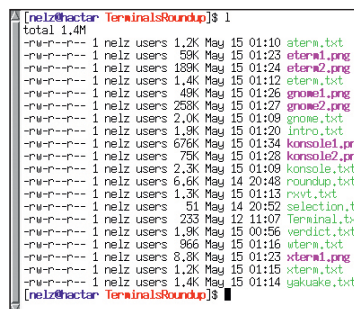 [nelz@hactar TerminalsRoundup]$ l
total 1.4M
-rw-r--r-- 1 nelz users 1.2K May 15 01:10 aterm.txt
-rw-r--r-- 1 nelz users 59K May 15 01:23 eterm1.png
-rw-r--r-- 1 nelz users 189K May 15 01:24 eterm2.png
-rw-r--r-- 1 nelz users 1.4K May 15 01:12 eterm.txt
-rw-r--r-- 1 nelz users 49K May 15 01:26 gnome1.png
-rw-r--r-- 1 nelz users 258K May 15 01:27 gnome2.png
-rw-r--r-- 1 nelz users 2.0K May 15 01:09 gnome.txt
-rw-r--r-- 1 nelz users 1.9K May 15 01:20 intro.txt
-rw-r--r-- 1 nelz users 676K May 15 01:34 konsole1.pr
-rw-r--r-- 1 nelz users 75K May 15 01:28 konsole2.pr
-rw-r--r-- 1 nelz users 2.3K May 15 01:09 konsole.txt
-rw-r--r-- 1 nelz users 6.6K May 14 20:48 roundup.txt
-rw-r--r-- 1 nelz users 1.3K May 15 01:13 rxvt.txt
-rw-r--r-- 1 nelz users 51 May 14 20:52 selection.t
-rw-r--r-- 1 nelz users 233 May 12 11:07 Terminal.tx
-rw-r--r-- 1 nelz users 1.9K May 15 00:56 verdict.txt
-rw-r--r-- 1 nelz users 966 May 15 01:16 wterm.txt
-rw-r--r-- 1 nelz users 8.8K May 15 01:23 xterm1.png
-rw-r--r-- 1 nelz users 1.2K May 15 01:15 xterm.txt
-rw-r--r-- 1 nelz users 1.4K May 15 01:14 yakuake.txt
[nelz@hactar TerminalsRoundup]$